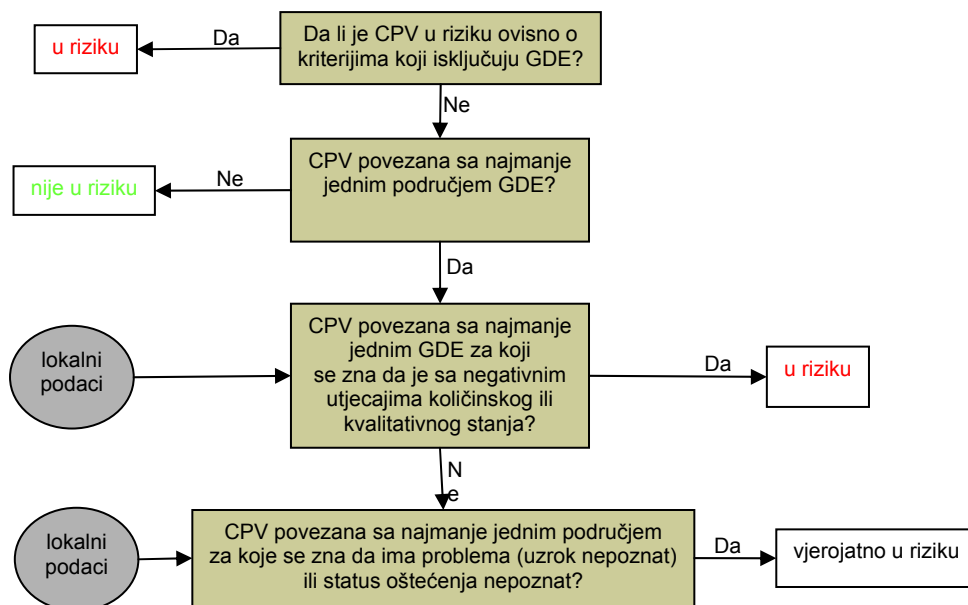 Da li je CPV u riziku ovisno o
kriterijima koji isključuju GDE?
Da
u riziku
Ne
CPV povezana sa najmanje
jednim područjem GDE?
Ne
nije u riziku
Da
lokalni
podaci
CPV povezana sa najmanje
jednim GDE za koji
se zna da je sa negativnim
utjecajima količinskog ili
kvalitativnog stanja?
Da
u riziku
N
e
lokalni
podaci
CPV povezana sa najmanje jednim područjem
za koje se zna da ima problema (uzrok nepoznat)
ili status oštećenja nepoznat?
Da
vjerojatno u riziku